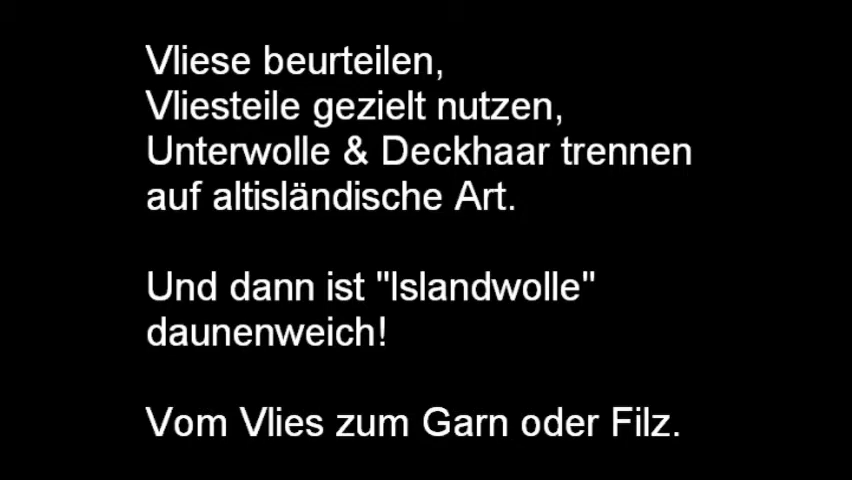 Vliese beurteilen,
Vliesteile gezielt nutzen,
Unterwolle & Deckhaar trennen
auf altisländische Art.
Und dann ist "Islandwolle"
daunenweich!
Vom Vlies zum Garn oder Filz.